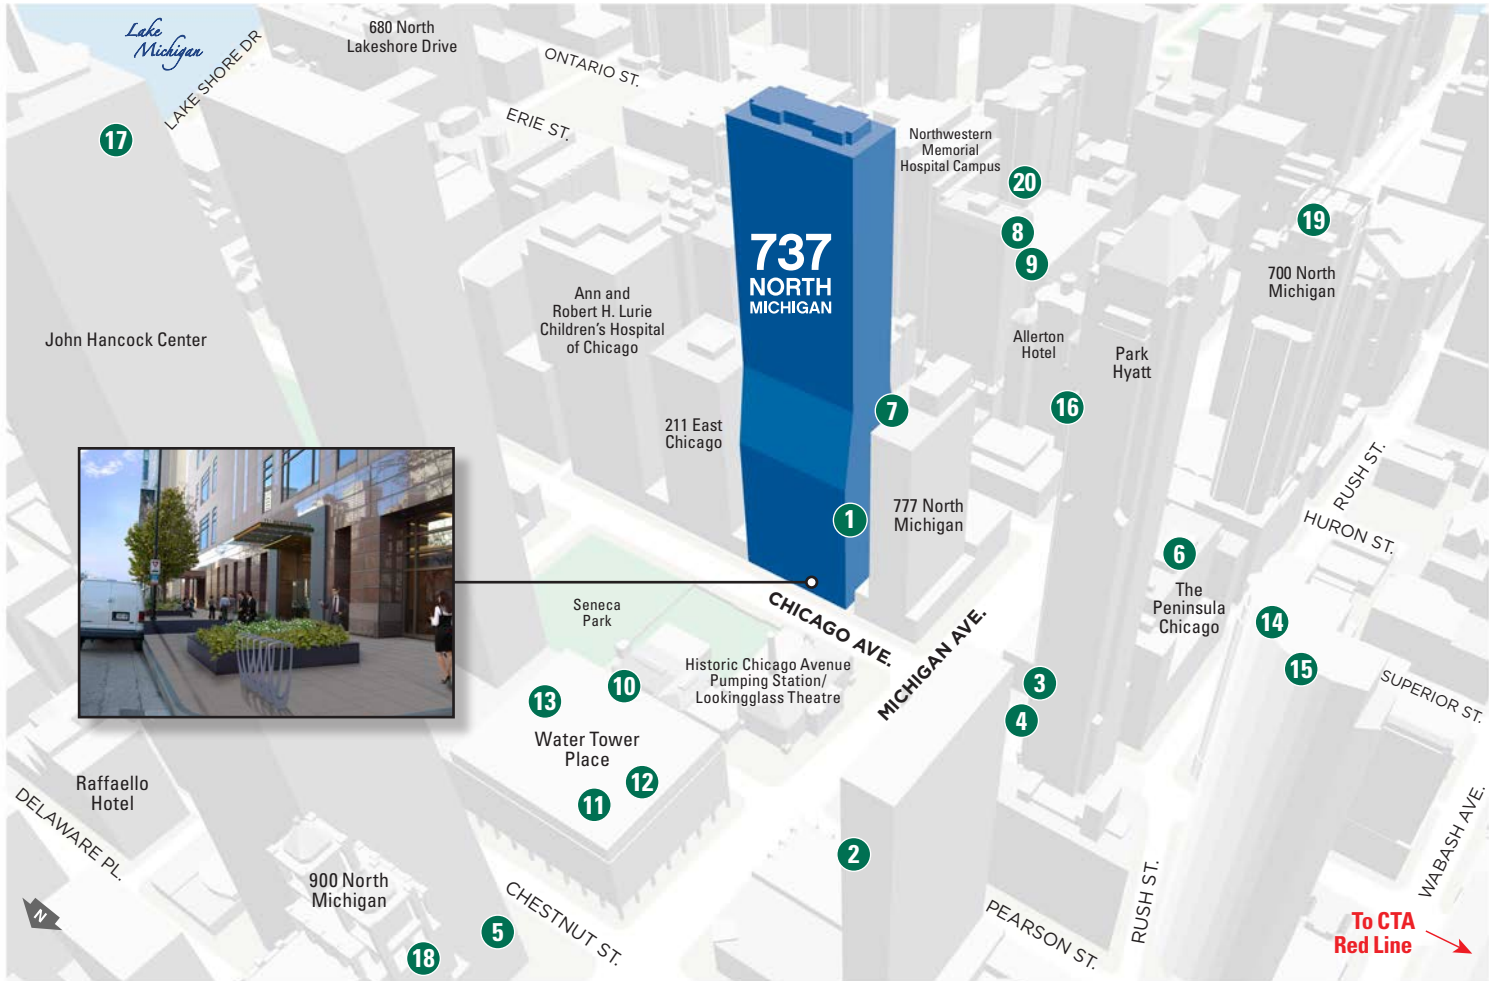 Lake
Michigan
LAKE SHORE DR
680 North
Lakeshore Drive
ONTARIO ST.
ERIE ST.
17
Northwestern
Memorial
Hospital Campus
20
8
9
19
700 North
Michigan
737
NORTH
MICHIGAN
Ann and
Robert H. Lurie
Children's Hospital
of Chicago
John Hancock Center
Allerton
Hotel
Park
Hyatt
16
7
211 East
Chicago
1
777 North
Michigan
RUSH ST.
HURON ST.
6
The
Peninsula
Chicago
14
15
SUPERIOR ST.
Seneca
Park
CHICAGO AVE.
MICHIGAN AVE.
Historic Chicago Avenue
Pumping Station/
Lookingglass Theatre
3
4
10
13
Water Tower
Place
12
11
2
Raffaello
Hotel
DELAWARE PL.
900 North
Michigan
N
CHESTNUT ST.
5
18
PEARSON ST.
RUSH ST.
WABASH AVE.
To CTA
Red Line